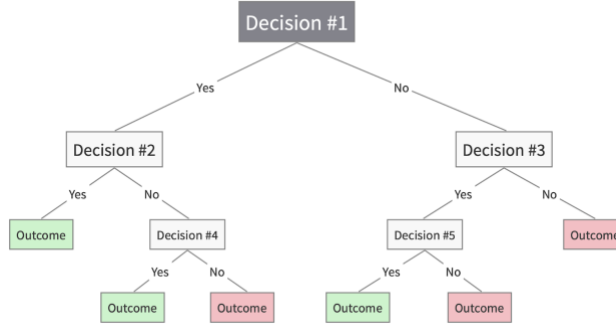 Decision #1
Yes
No
Decision #2
Decision #3
Yes
No
Yes
No
Outcome
Decision #4
Decision #5
Outcome
Yes
No
Yes
No
Outcome
Outcome
Outcome
Outcome